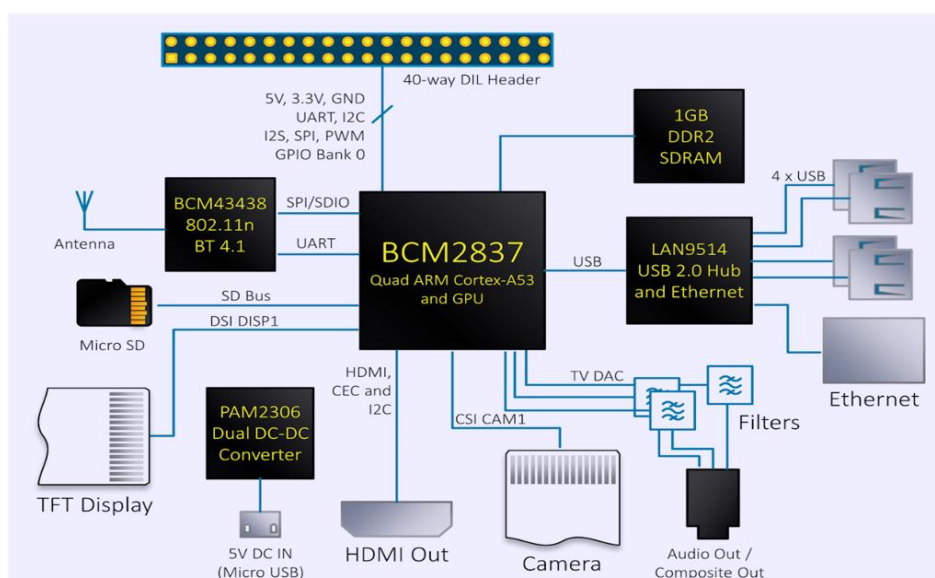 40-way DIL Header
5V, 3.3V, GND
UART, I2C
I2S, SPI, PWM
GPIO Bank 0
1GB
DDR2
SDRAM
4 x USB
BCM43438
802.11n
BT 4.1
SPI/SDIO
UART
Antenna
BCM2837
Quad ARM Cortex-A53
and GPU
USB
LAN9514
USB 2.0 Hub
and Ethernet
SD Bus
DSI DISP1
Micro SD
HDMI,
CEC and
I2C
TV DAC
CSI CAM1
Filters
Ethernet
PAM2306
Dual DC-DC
Converter
TFT Display
5V DC IN
(Micro USB)
HDMI Out
Camera
Audio Out /
Composite Out